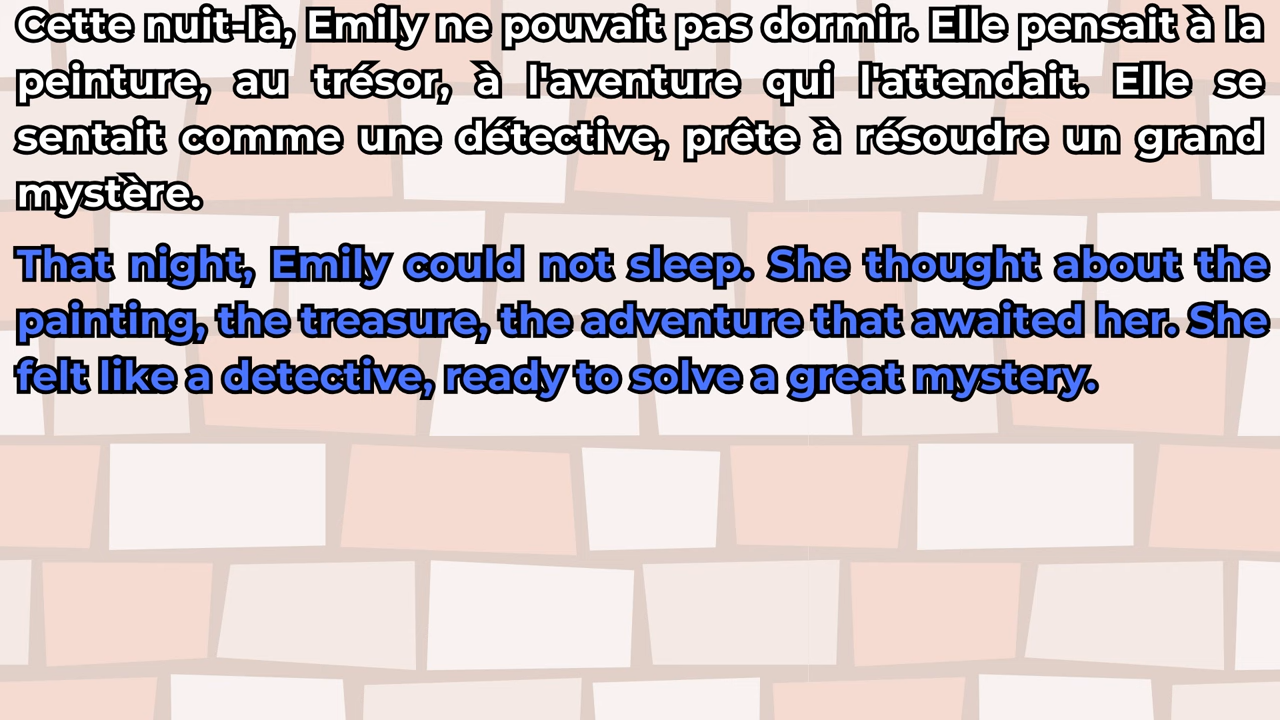 Cette nuit-là, Emily ne pouvait pas dormir. Elle pensait à la
peinture, au trésor, à l'aventure qui l'attendait. Elle se
sentait comme une détective, prête à résoudre un grand
mystère.
That night, Emily could not sleep. She thought about the
painting, the treasure, the adventure that awaited her. She
felt like a detective, ready to solve a great mystery.